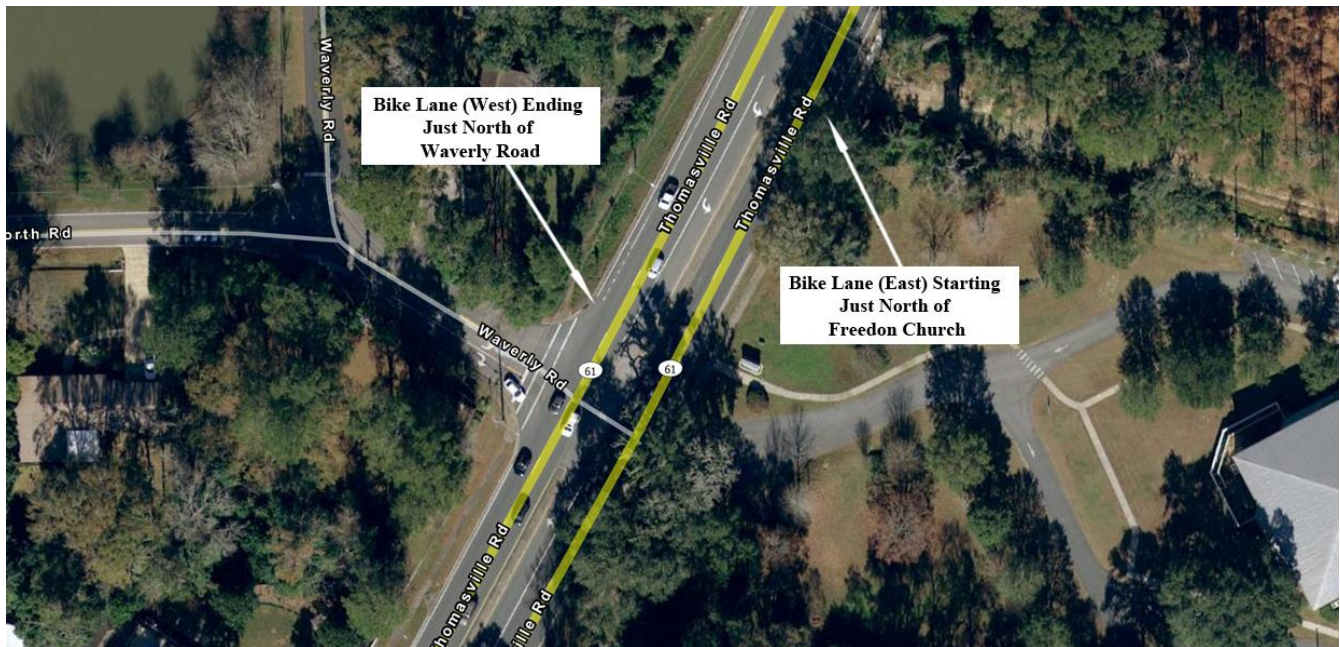 Waverly Rd
Bike Lane (West) Ending
Just North of
Waverly Road
Thomasville Rd
Thomasville Rd
orth Rd
Bike Lane (East) Starting
Just North of
Freedon Church
Waverly Rd
61
61
Thomasville Rd
ville Rd